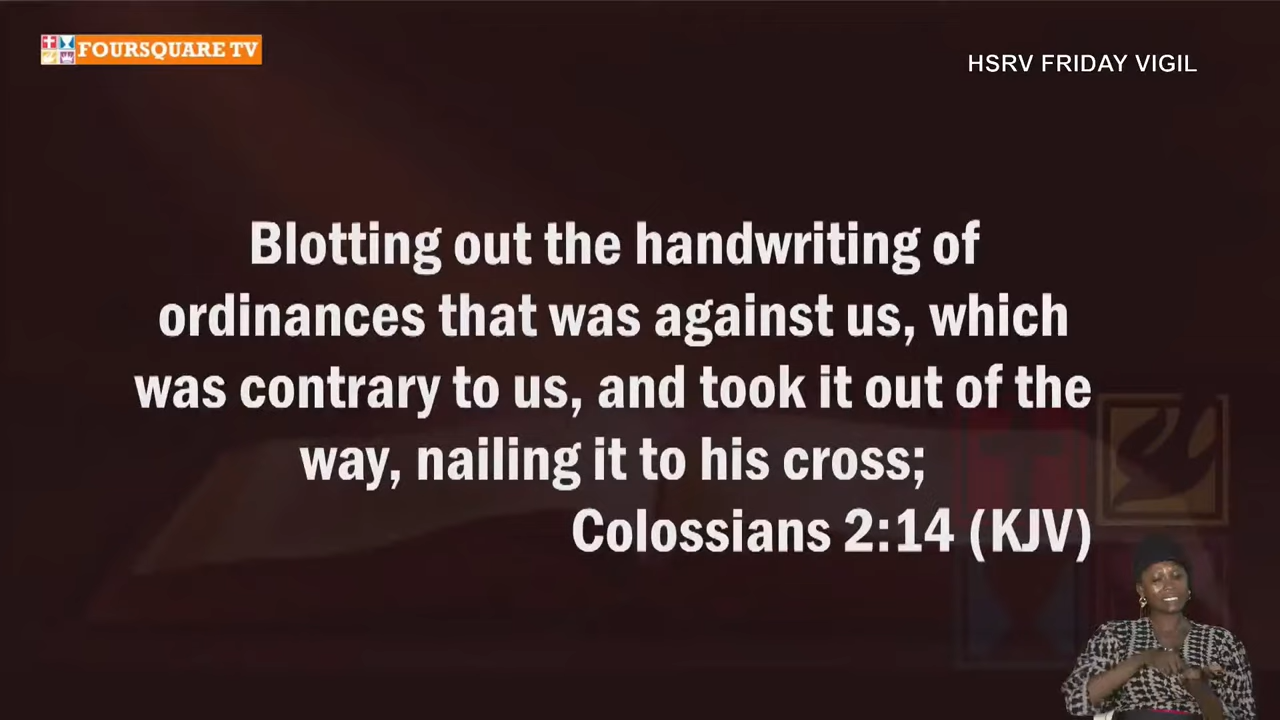 FOURSQUARE TV
HSRV FRIDAY VIGIL
Blotting out the handwriting of
ordinances that was against us, which
was contrary to us, and took it out of the
way, nailing it to his cross;
Colossians 2:14 (KJV)